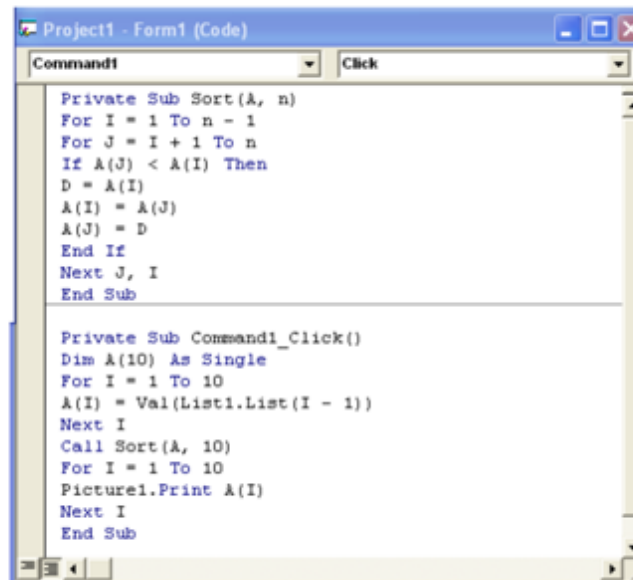 Project1 - Form1 (Code)
Command1 Click
Private Sub Sort(A, n)
For I = 1 To n - 1
For J = I + 1 To n
If A(J) < A(I) Then
D = A(I)
A(I) = A(J)
A(J) = D
End If
Next J, I
End Sub
Private Sub Command1_Click()
Dim A(10) As Single
For I = 1 To 10
A(I) = Val(List1.List(I - 1))
Next I
Call Sort(A, 10)
For I = 1 To 10
Picture1.Print A(I)
Next I
End Sub